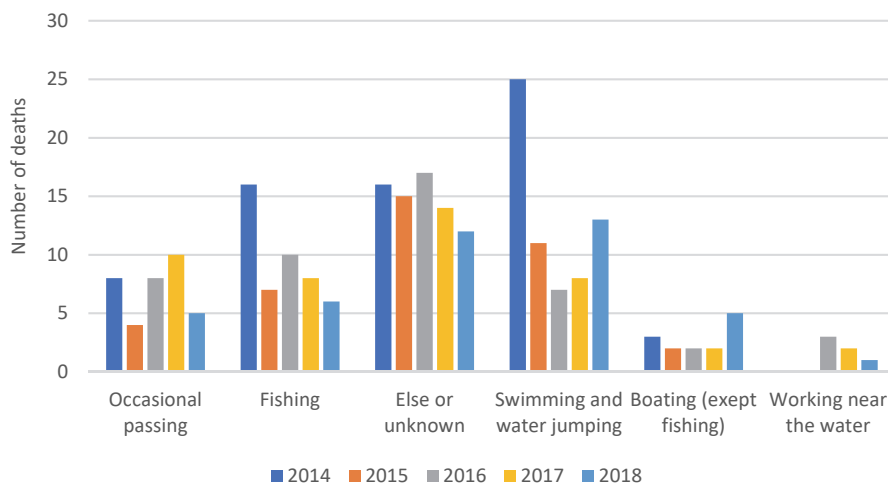 30
25
20
15
10
5
0
Number of deaths
Occasional
passing
Fishing
Else or
unknown
Swimming and
water jumping
Boating (exept
fishing)
Working near
the water
2014 2015 2016 2017 2018